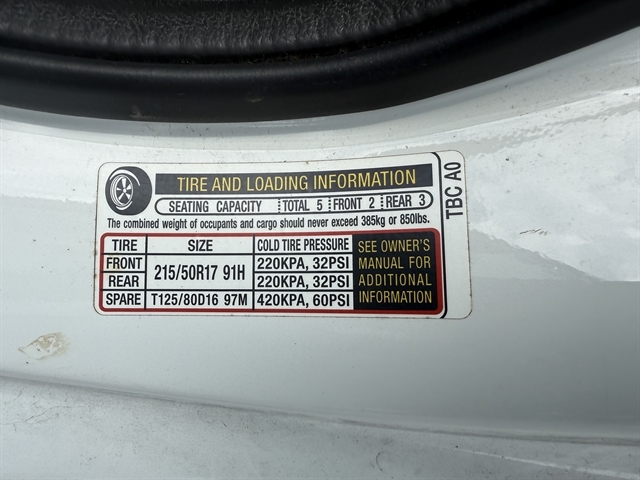 TIRE AND LOADING INFORMATION
SEATING CAPACITY TOTAL 5 FRONT 2 REAR 3
The combined weight of occupants and cargo should never exceed 385kg or 850lbs.
TIRE SIZE COLD TIRE PRESSURE
FRONT 215/50R17 91H 220KPA, 32PSI
REAR 220KPA, 32PSI
SPARE T125/80D16 97M 420KPA, 60PSI
SEE OWNER'S
MANUAL FOR
ADDITIONAL
INFORMATION
TBC A0